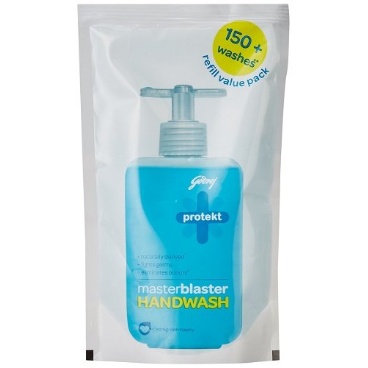 150+
washes*
refill value pack
Godrej
protekt
masterblaster
HANDWASH